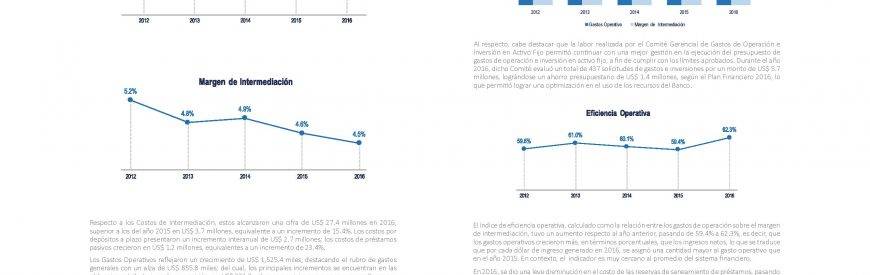 2012 2013 2014 2015 2016
Margen de Intermediación
5.2%
4.8%
4.9%
4.6%
4.5%
2012 2013 2014 2015 2016
Respecto a los Costos de Intermediación, estos alcanzaron una cifra de US$ 27.4 millones en 2016,
superior a los del año 2015 en US$ 3.7 millones, equivalente a un incremento de 15.4%. Los costos por
depósitos a plazo presentaron un incremento interanual de US$ 2.7 millones; los costos de préstamos
pasivos crecieron en US$ 1.2 millones, equivalente a un incremento de 23.4%.
Los Gastos Operativos reflejaron un crecimiento de US$ 1,525.4 miles; destacando el rubro de gastos
generales con un alza de US$ 855.8 miles; del cual, los principales incrementos se encuentran en las
2012 2013 2014 2015 2016
Gastos Operativo Margen de Intermediación
Al respecto, cabe destacar que la labor realizada por el Comité Gerencial de Gastos de Operación e
Inversión en Activo Fijo permitió continuar con una mejor gestión en la ejecución del presupuesto de
gastos de operación e inversión en activo fijo, a fin de cumplir con los límites aprobados. Durante el año
2016, dicho Comité evaluó un total de 437 solicitudes de gastos e inversiones por un monto de US$ 5.7
millones, lográndose un ahorro presupuestario de US$ 1.4 millones, según el Plan Financiero 2016, lo
que permitió lograr una optimización en el uso de los recursos del Banco.
Eficiencia Operativa
59.6%
61.0%
60.1%
59.4%
62.3%
2012 2013 2014 2015 2016
El índice de eficiencia operativa, calculado como la relación entre los gastos de operación sobre el margen
de intermediación, tuvo un aumento respecto al año anterior, pasando de 59.4% a 62.3%, es decir, que
los gastos operativos crecieron más, en términos porcentuales, que los ingresos netos, lo que se traduce
que por cada dólar de ingreso generado en 2016, se asignó una cantidad mayor al gasto operativo que
en el año 2015. En contexto, el indicador es muy cercano al promedio del sistema financiero.
En 2016, se dio una leve disminución en el costo de las reservas de saneamiento de préstamos, pasando